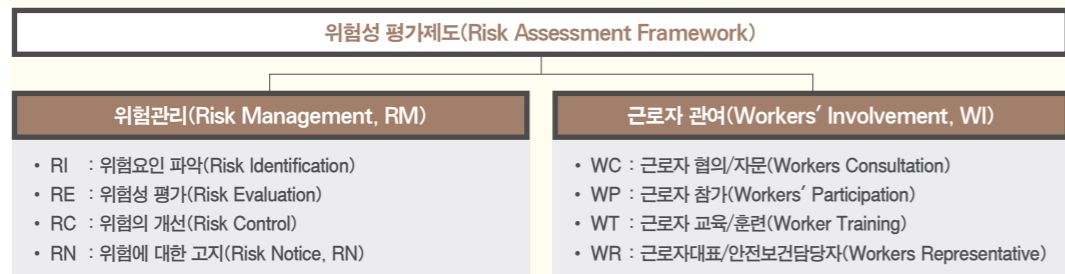 위험성 평가제도(Risk Assessment Framework)
위험관리(Risk Management, RM)
• RI : 위험요인 파악(Risk Identification)
• RE : 위험성 평가(Risk Evaluation)
• RC : 위험의 개선(Risk Control)
• RN : 위험에 대한 고지(Risk Notice, RN)
근로자 관여(Workers′ Involvement, WI)
• WC : 근로자 협의/자문(Workers Consultation)
• WP : 근로자 참가(Workers′ Participation)
• WT : 근로자 교육/훈련(Worker Training)
• WR : 근로자대표/안전보건담당자(Workers Representative)